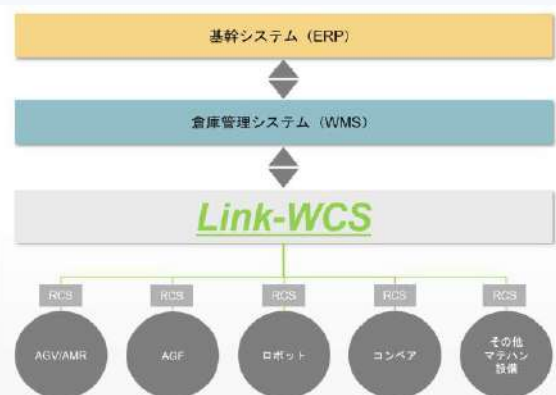 基幹システム（ERP）
倉庫管理システム（WMS）
Link-WCS
RCS RCS RCS RCS RCS
AGV/AMR AGF ロボット コンベア その他
マテハン
設備